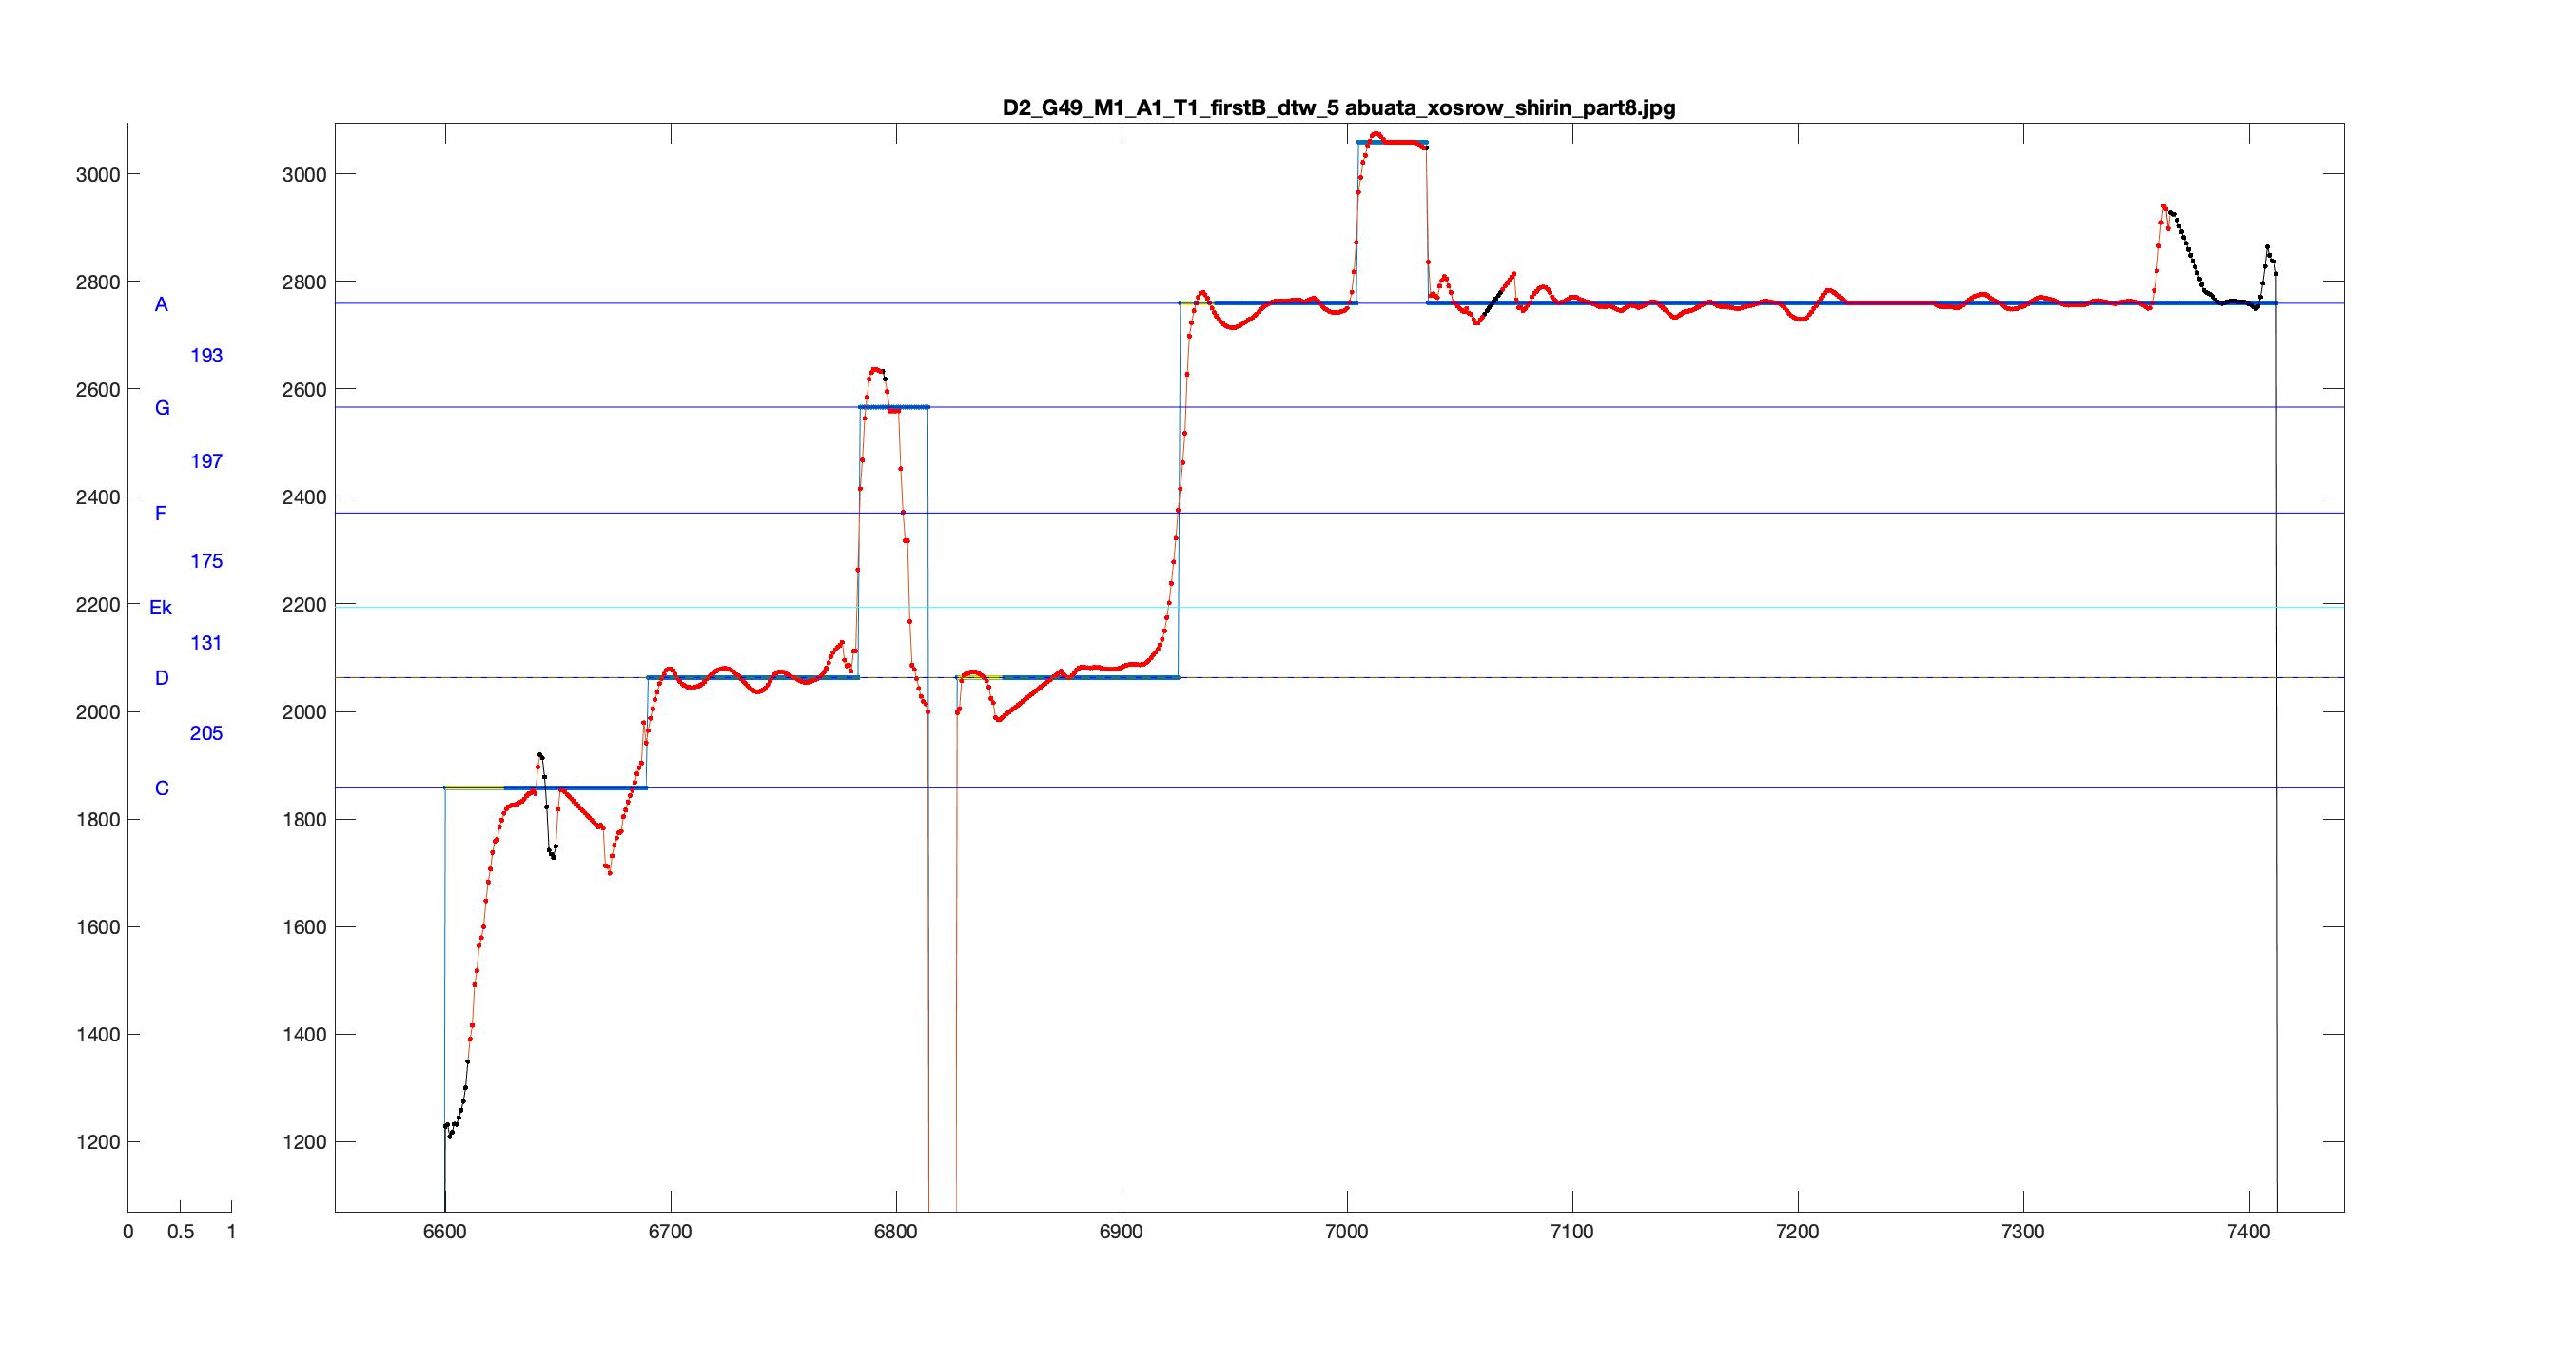 D2_G49_M1_A1_T1_firstB_dtw_5 abuata_xosrow_shirin_part8.jpg
3000 3000
2800 2800
A
193
2600 2600
G
197
2400 2400
F
175
2200 Ek 2200
131
D
2000 2000
205
C
1800 1800
1600 1600
1400 1400
1200 1200
0 0.5 1 6600 6700 6800 6900 7000 7100 7200 7300 7400